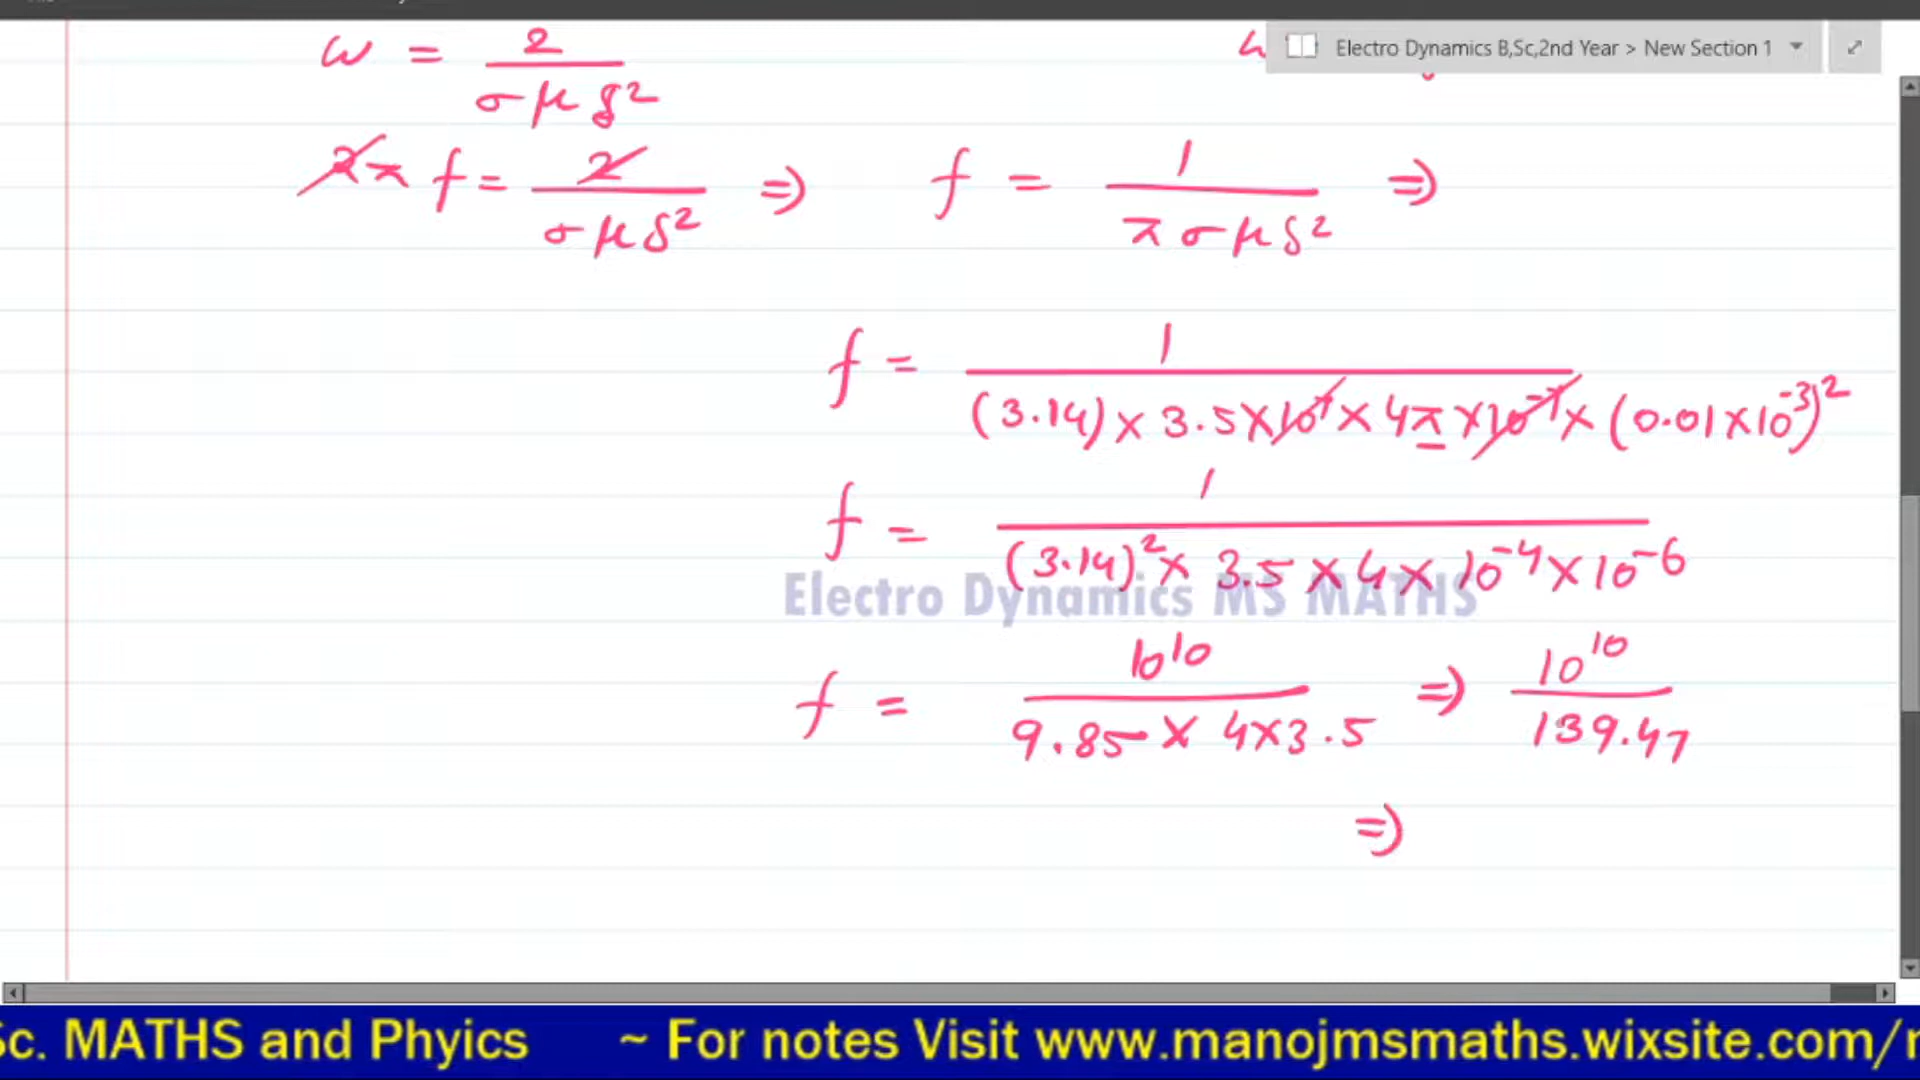 Electro Dynamics B,Sc,2nd Year > New Section 1
ω = 2 / σμδ²
2π f = 2 / σμδ² ⇒ f = 1 / πσμδ² ⇒
f = 1 / (3.14) × 3.5 × 10⁷ × 4π × 10⁻⁷ × (0.01×10⁻³)²
f = 1 / (3.14)² × 3.5 × 4 × 10⁻⁴ × 10⁻⁶
Electro Dynamics MS MATHS
f = 10¹⁰ / 9.85 × 4×3.5 ⇒ 10¹⁰ / 139.47
⇒
Sc. MATHS and Phyics ~ For notes Visit www.manojmsmaths.wixsite.com/